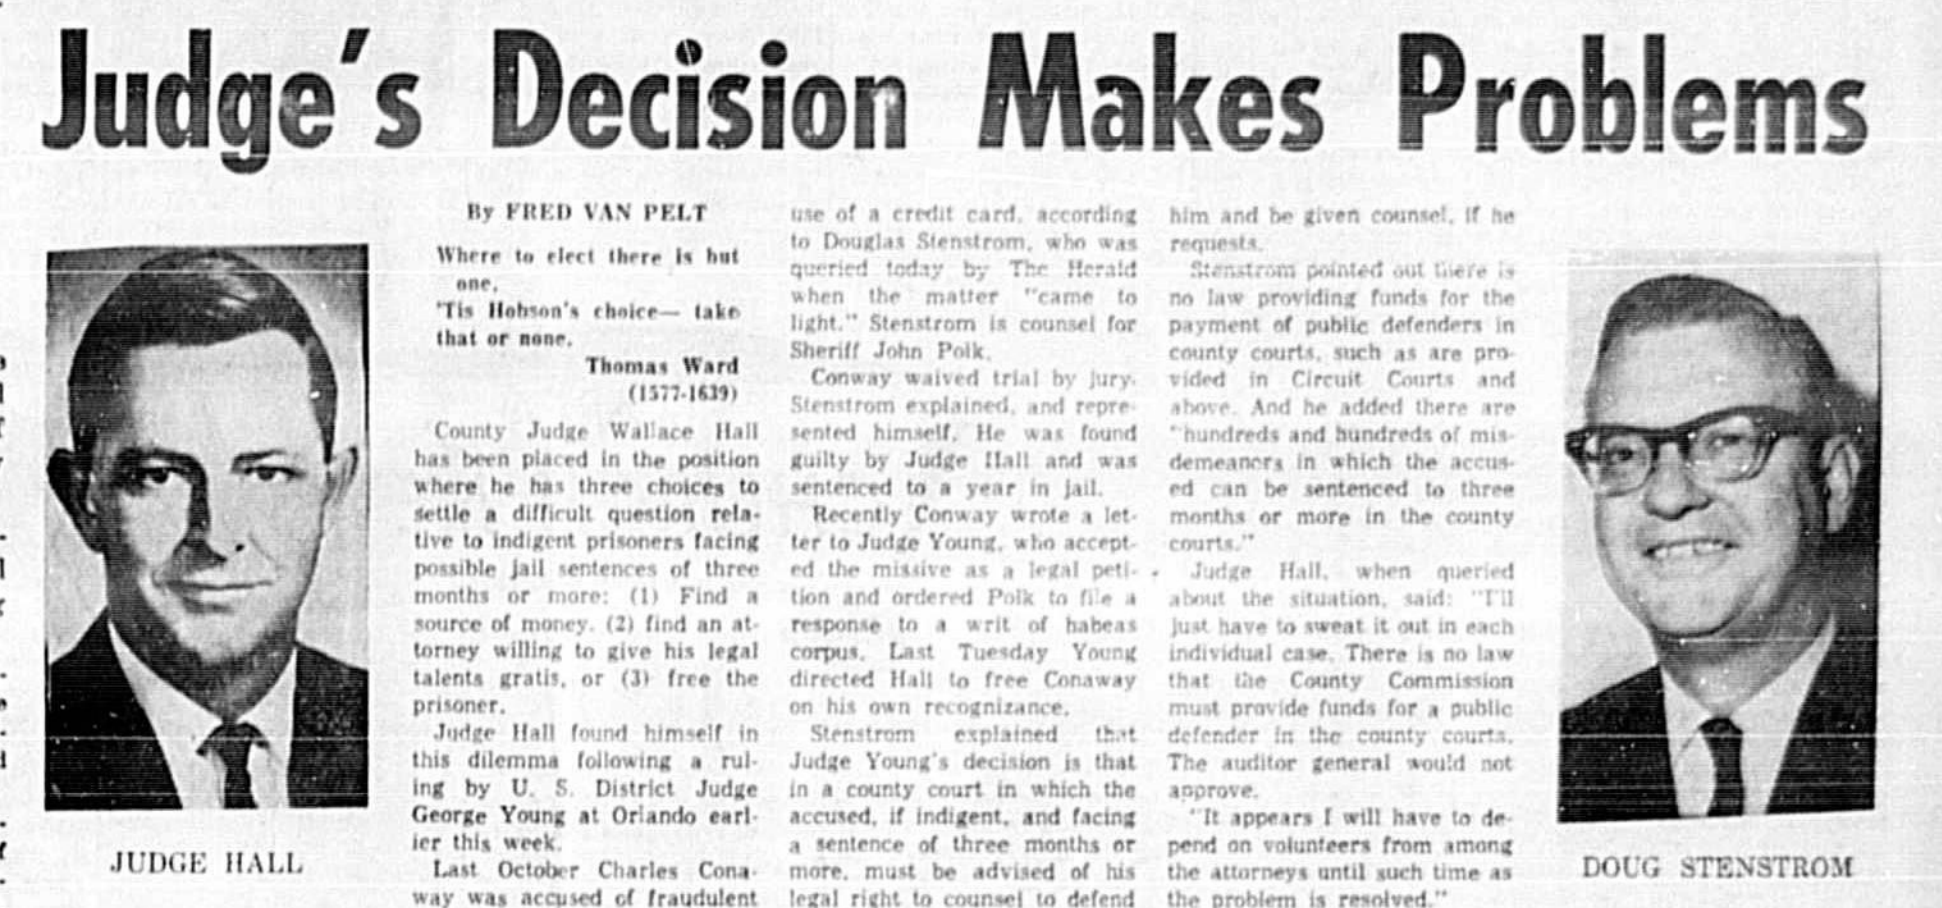 Judge's Decision Makes Problems
By FRED VAN PELT
Where to elect there is but
one,
'Tis Hobson's choice— take
that or none.
Thomas Ward
(1577-1639)
County Judge Wallace Hall
has been placed in the position
where he has three choices to
settle a difficult question rela-
tive to indigent prisoners facing
possible jail sentences of three
months or more: (1) Find a
source of money, (2) find an at-
torney willing to give his legal
talents gratis, or (3) free the
prisoner.
Judge Hall found himself in
this dilemma following a rul-
ing by U. S. District Judge
George Young at Orlando earl-
ier this week.
Last October Charles Cona-
way was accused of fraudulent
use of a credit card, according
to Douglas Stenstrom, who was
queried today by The Herald
when the matter "came to
light." Stenstrom is counsel for
Sheriff John Polk.
Conway waived trial by jury,
Stenstrom explained, and repre-
sented himself. He was found
guilty by Judge Hall and was
sentenced to a year in jail.
Recently Conway wrote a let-
ter to Judge Young, who accept-
ed the missive as a legal peti-
tion and ordered Polk to file a
response to a writ of habeas
corpus. Last Tuesday Young
directed Hall to free Conaway
on his own recognizance.
Stenstrom explained that
Judge Young's decision is that
in a county court in which the
accused, if indigent, and facing
a sentence of three months or
more, must be advised of his
legal right to counsel to defend
him and be given counsel, if he
requests.
Stenstrom pointed out there is
no law providing funds for the
payment of public defenders in
county courts, such as are pro-
vided in Circuit Courts and
above. And he added there are
"hundreds and hundreds of mis-
demeanors in which the accus-
ed can be sentenced to three
months or more in the county
courts."
Judge Hall, when queried
about the situation, said: "I'll
just have to sweat it out in each
individual case. There is no law
that the County Commission
must provide funds for a public
defender in the county courts.
The auditor general would not
approve.
"It appears I will have to de-
pend on volunteers from among
the attorneys until such time as
the problem is resolved."
JUDGE HALL
DOUG STENSTROM